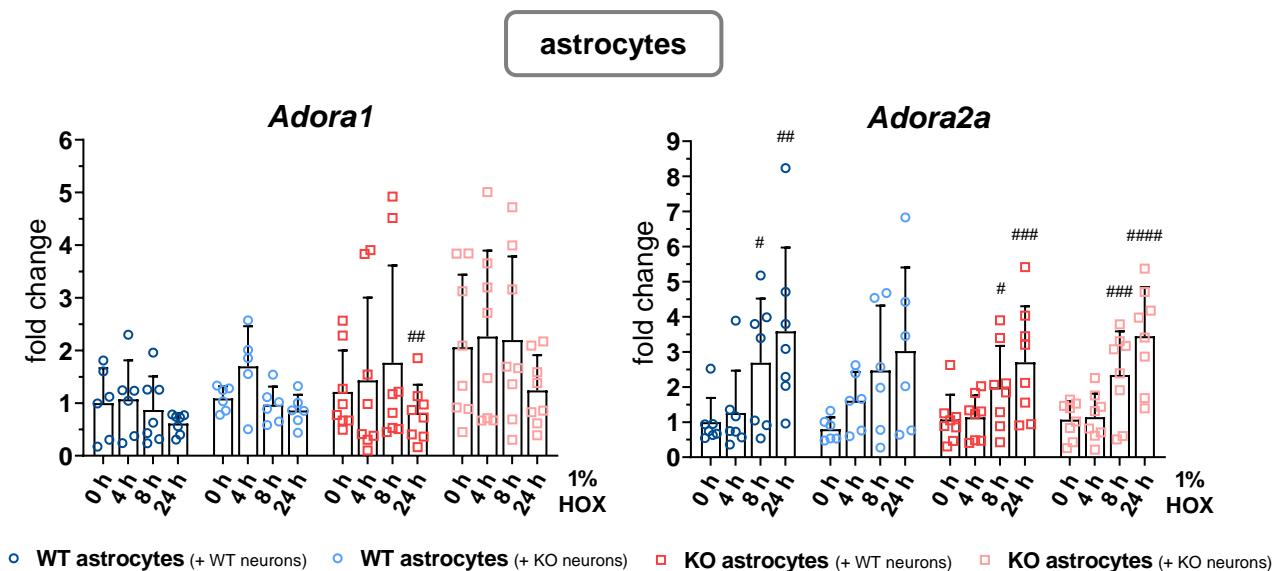 astrocytes
Adora1
fold change
6
5
4
3
2
1
0
##
0 h 4 h 8 h 24 h 0 h 4 h 8 h 24 h 0 h 4 h 8 h 24 h 0 h 4 h 8 h 24 h
1%
HOX
Adora2a
fold change
9
8
7
6
5
4
3
2
1
0
# ## # ### ### ####
0 h 4 h 8 h 24 h 0 h 4 h 8 h 24 h 0 h 4 h 8 h 24 h 0 h 4 h 8 h 24 h
1%
HOX
WT astrocytes (+ WT neurons) WT astrocytes (+ KO neurons) KO astrocytes (+ WT neurons) KO astrocytes (+ KO neurons)